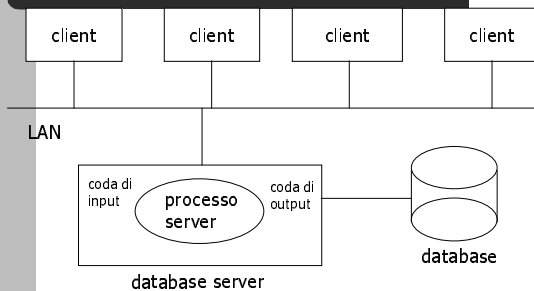 client
client
client
client
LAN
coda di
input
processo
server
coda di
output
database
database server